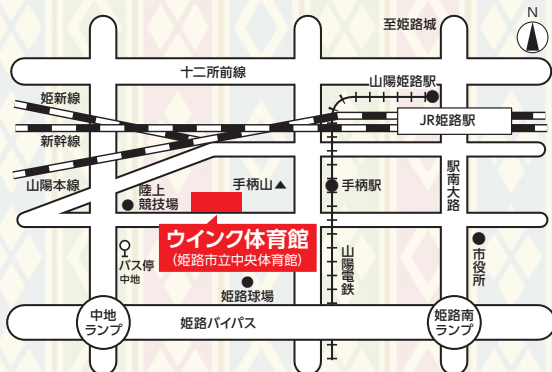 至姫路城
N
十二所前線
山陽姫路駅
姫新線
JR姫路駅
新幹線
山陽本線
陸上
競技場
手柄山▲
手柄駅
駅南大路
ウインク体育館
(姫路市立中央体育館)
バス停
中地
山陽電鉄
市役所
姫路球場
中地
ランプ
姫路バイパス
姫路南
ランプ